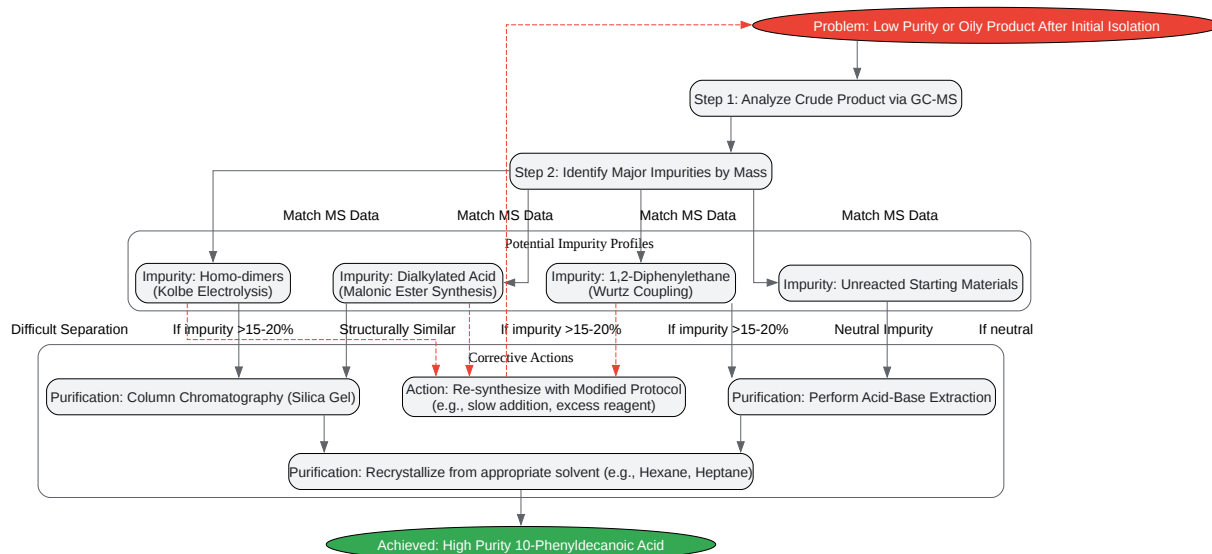 Problem: Low Purity or Oily Product After Initial Isolation
Step 1: Analyze Crude Product via GC-MS
Step 2: Identify Major Impurities by Mass
Match MS Data
Match MS Data
Match MS Data
Match MS Data
Potential Impurity Profiles
Impurity: Homo-dimers
(Kolbe Electrolysis)
Impurity: Dialkylated Acid
(Malonic Ester Synthesis)
Impurity: 1,2-Diphenylethane
(Wurtz Coupling)
Impurity: Unreacted Starting Materials
Difficult Separation
If impurity >15-20%
Structurally Similar
If impurity >15-20%
If impurity >15-20%
Neutral Impurity
If neutral
Corrective Actions
Purification: Column Chromatography (Silica Gel)
Action: Re-synthesize with Modified Protocol
(e.g., slow addition, excess reagent)
Purification: Perform Acid-Base Extraction
Purification: Recrystallize from appropriate solvent (e.g., Hexane, Heptane)
Achieved: High Purity 10-Phenyldecanoic Acid